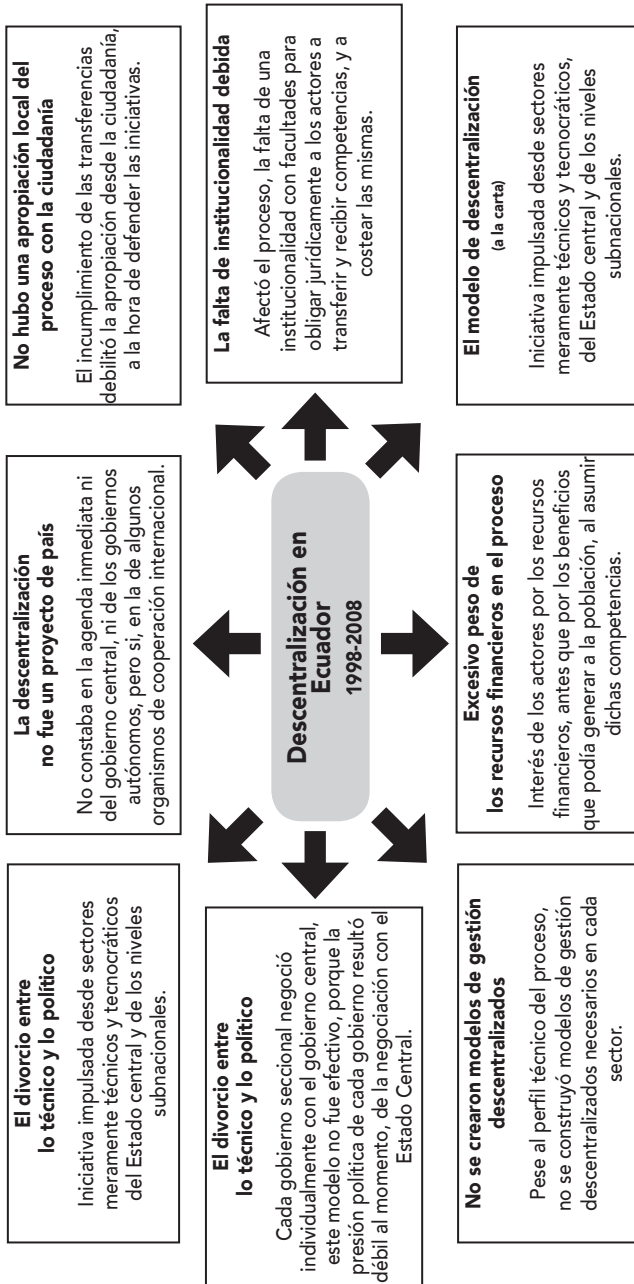 El divorcio entre
lo técnico y lo político
Iniciativa impulsada desde sectores
meramente técnicos y tecnocráticos
del Estado central y de los niveles
subnacionales.
La descentralización
no fue un proyecto de país
No constaba en la agenda inmediata ni
del gobierno central, ni de los gobiernos
autónomos, pero si, en la de algunos
organismos de cooperación internacional.
No hubo una apropiación local del
proceso con la ciudadanía
El incumplimiento de las transferencias
debilitó la apropiación desde la ciudadanía,
a la hora de defender las iniciativas.
El divorcio entre
lo técnico y lo político
Cada gobierno seccional negoció
individualmente con el gobierno central,
este modelo no fue efectivo, porque la
presión política de cada gobierno resultó
débil al momento, de la negociación con el
Estado Central.
Descentralización en
Ecuador
1998-2008
La falta de institucionalidad debida
Afectó el proceso, la falta de una
institucionalidad con facultades para
obligar jurídicamente a los actores a
transferir y recibir competencias, y a
costear las mismas.
No se crearon modelos de gestión
descentralizados
Pese al perfil técnico del proceso,
no se construyó modelos de gestión
descentralizados necesarios en cada
sector.
Excesivo peso de
los recursos financieros en el proceso
Interés de los actores por los recursos
financieros, antes que por los beneficios
que podía generar a la población, al asumir
dichas competencias.
El modelo de descentralización
(a la carta)
Iniciativa impulsada desde sectores
meramente técnicos y tecnocráticos,
del Estado central y de los niveles
subnacionales.